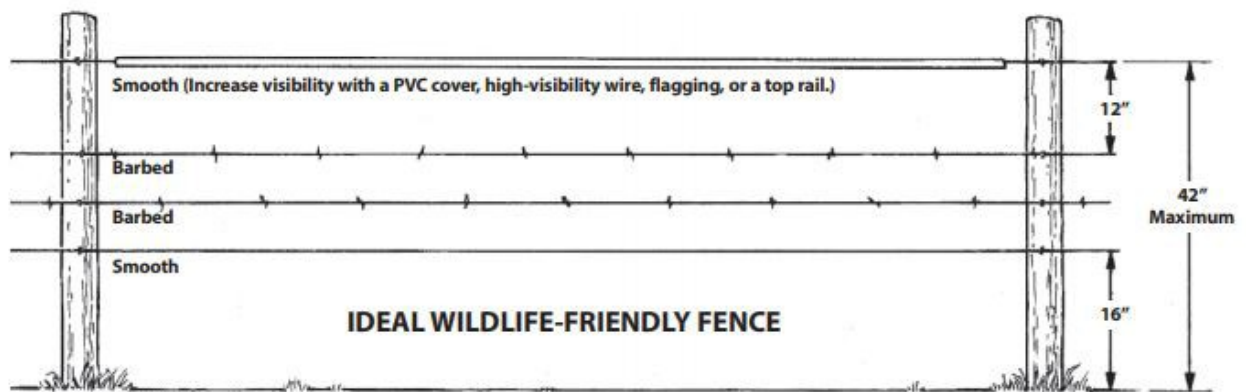 Smooth (Increase visibility with a PVC cover, high-visibility wire, flagging, or a top rail.)
12"
Barbed
42"
Maximum
Barbed
Smooth
16"
IDEAL WILDLIFE-FRIENDLY FENCE